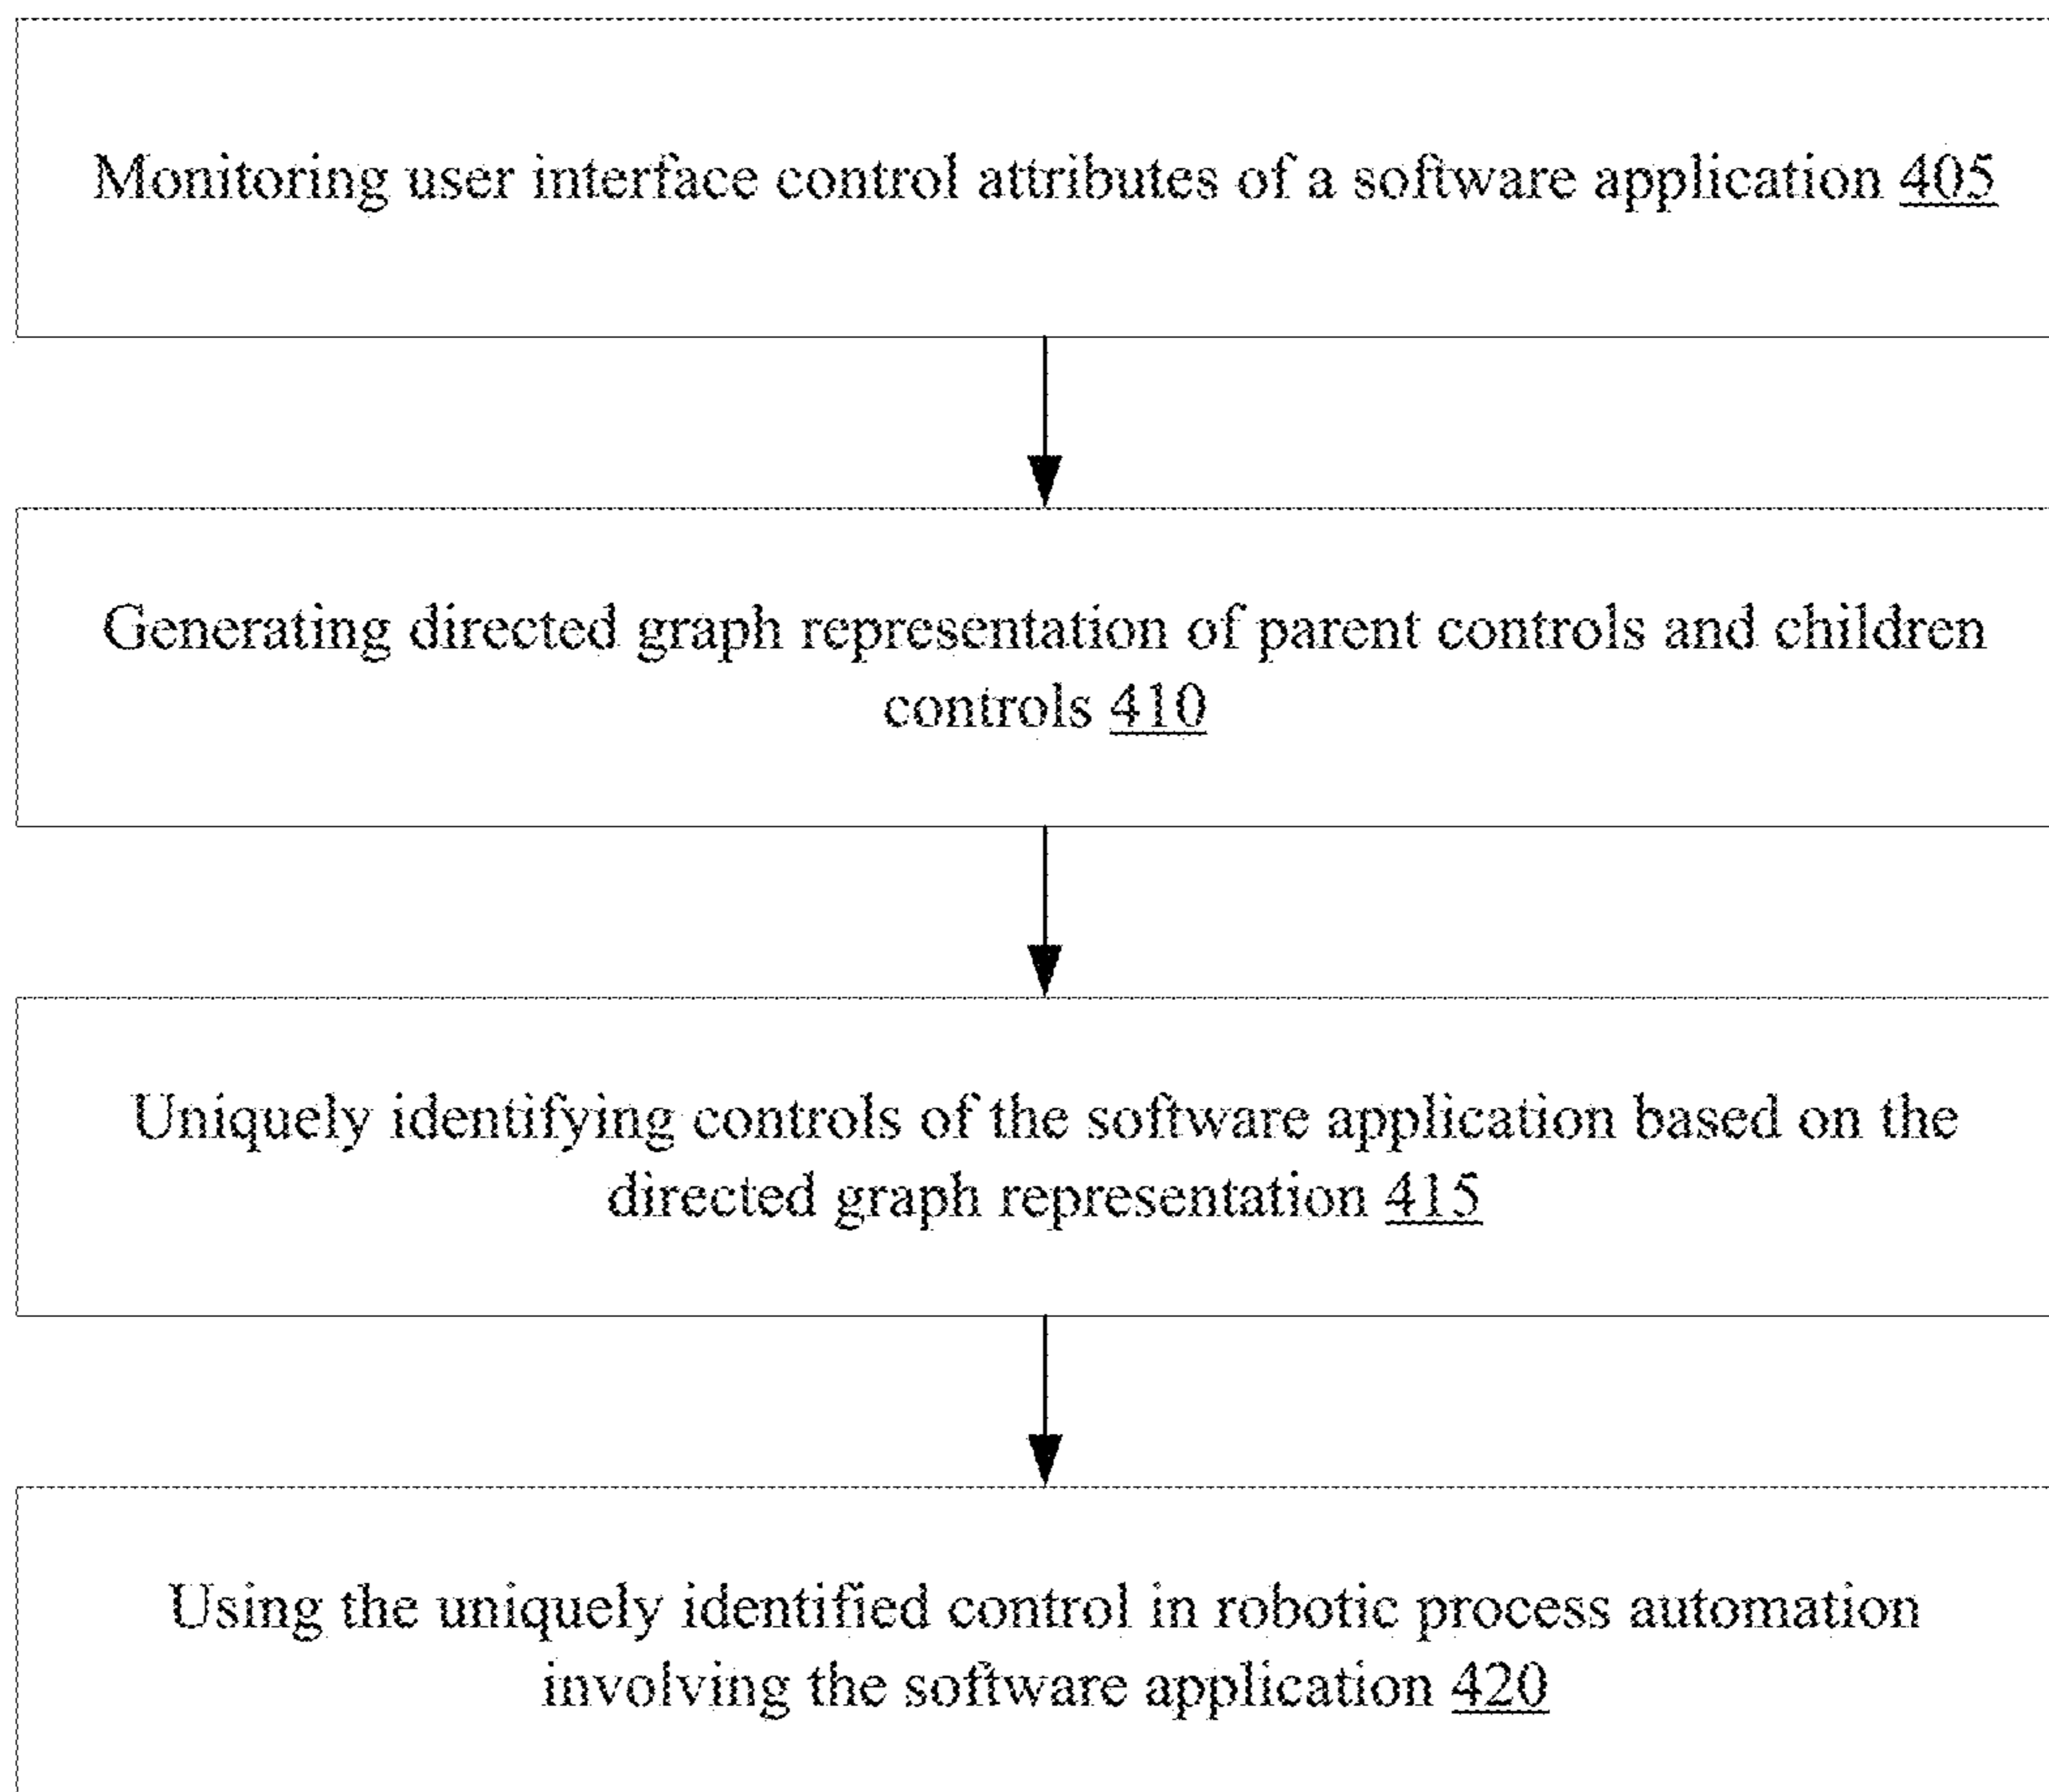 Monitoring user interface control attributes of a software application 405
Generating directed graph representation of parent controls and children
controls 410
Uniquely identifying controls of the software application based on the
directed graph representation 415
Using the uniquely identified control in robotic process automation
involving the software application 420